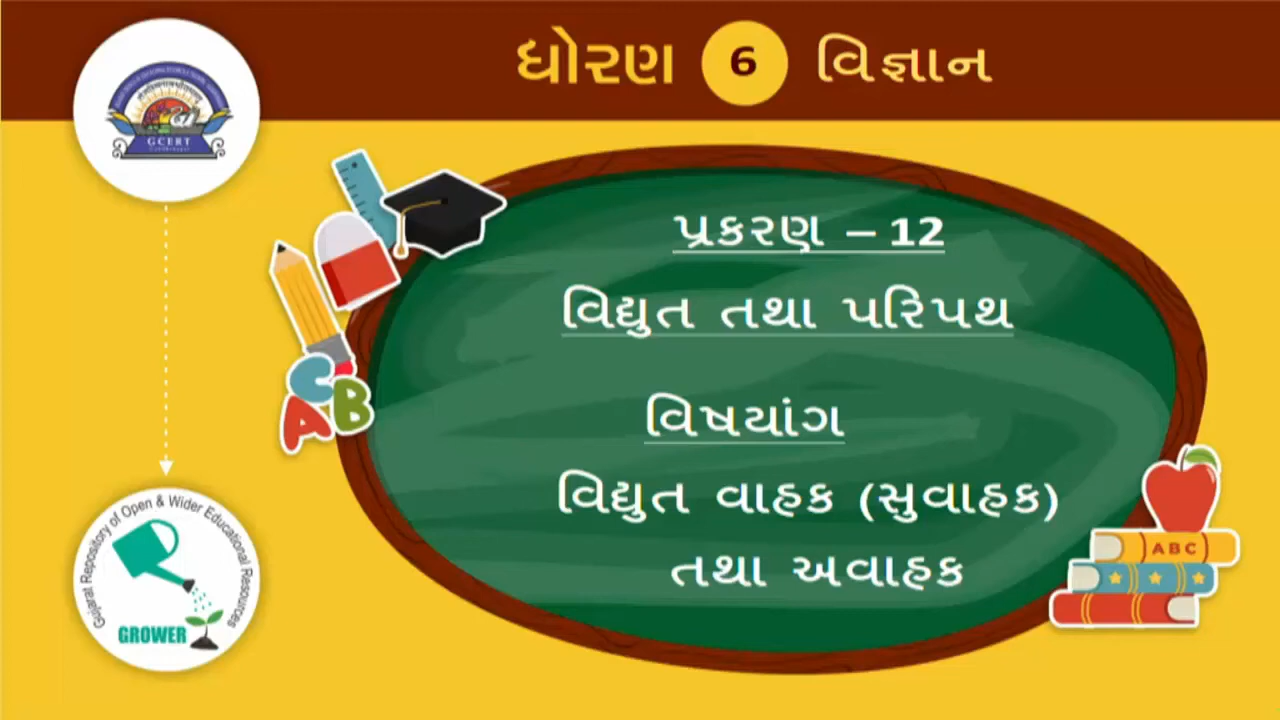 ધોરણ 6 વિજ્ઞાન
GCERT
પ્રકરણ – 12
વિદ્યુત તથા પરિપથ
વિષયાંગ
વિદ્યુત વાહક (સુવાહક)
તથા અવાહક
C
A B
ABC
Gujarat Repository of Open & Wider Educational Resources
GROWER